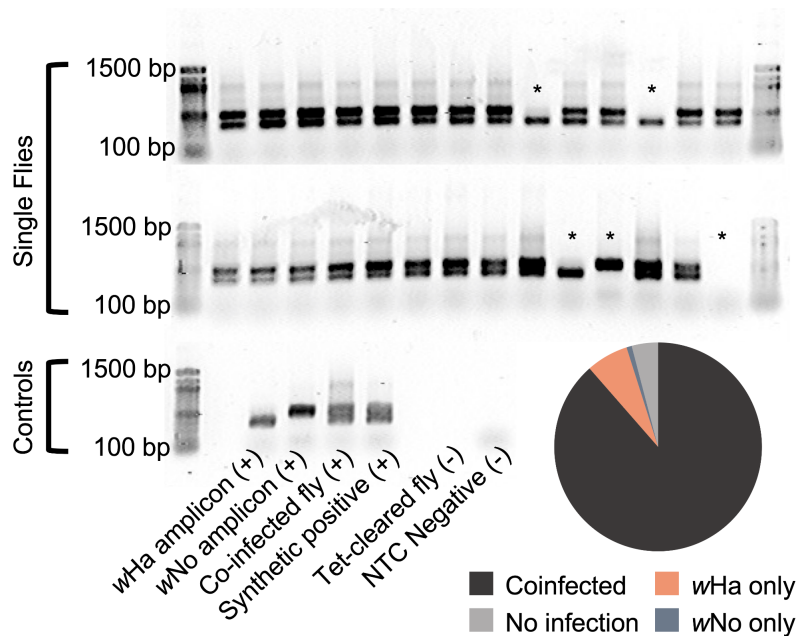 Single Flies
1500 bp
100 bp
*
*
1500 bp
100 bp
*
*
*
Controls
1500 bp
100 bp
wHa amplicon (+)
wNo amplicon (+)
Co-infected fly (+)
Synthetic positive (+)
Tet-cleared fly (-)
NTC Negative (-)
Coinfected
wHa only
No infection
wNo only